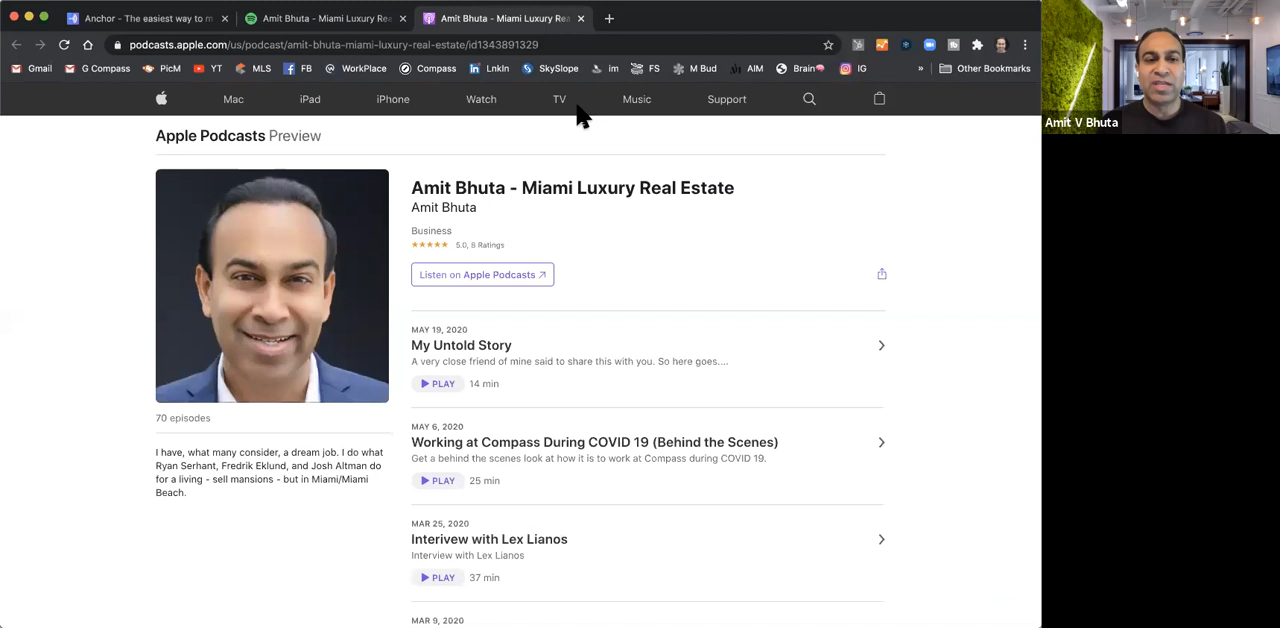 Anchor - The easiest way to m
Amit Bhuta - Miami Luxury Rea
Amit Bhuta - Miami Luxury Rea
podcasts.apple.com/us/podcast/amit-bhuta-miami-luxury-real-estate/id1343891329
Gmail G Compass PicM YT MLS FB WorkPlace Compass LnkIn SkySlope im FS M Bud AIM Brain IG » Other Bookmarks
Mac iPad iPhone Watch TV Music Support
Amit V Bhuta
Apple Podcasts Preview
Amit Bhuta - Miami Luxury Real Estate
Amit Bhuta
Business
★★★★★ 5.0, 8 Ratings
Listen on Apple Podcasts ↗
MAY 19, 2020
My Untold Story
A very close friend of mine said to share this with you. So here goes....
PLAY 14 min
70 episodes
I have, what many consider, a dream job. I do what
Ryan Serhant, Fredrik Eklund, and Josh Altman do
for a living - sell mansions - but in Miami/Miami
Beach.
MAY 6, 2020
Working at Compass During COVID 19 (Behind the Scenes)
Get a behind the scenes look at how it is to work at Compass during COVID 19.
PLAY 25 min
MAR 25, 2020
Interivew with Lex Lianos
Interview with Lex Lianos
PLAY 37 min
MAR 9, 2020